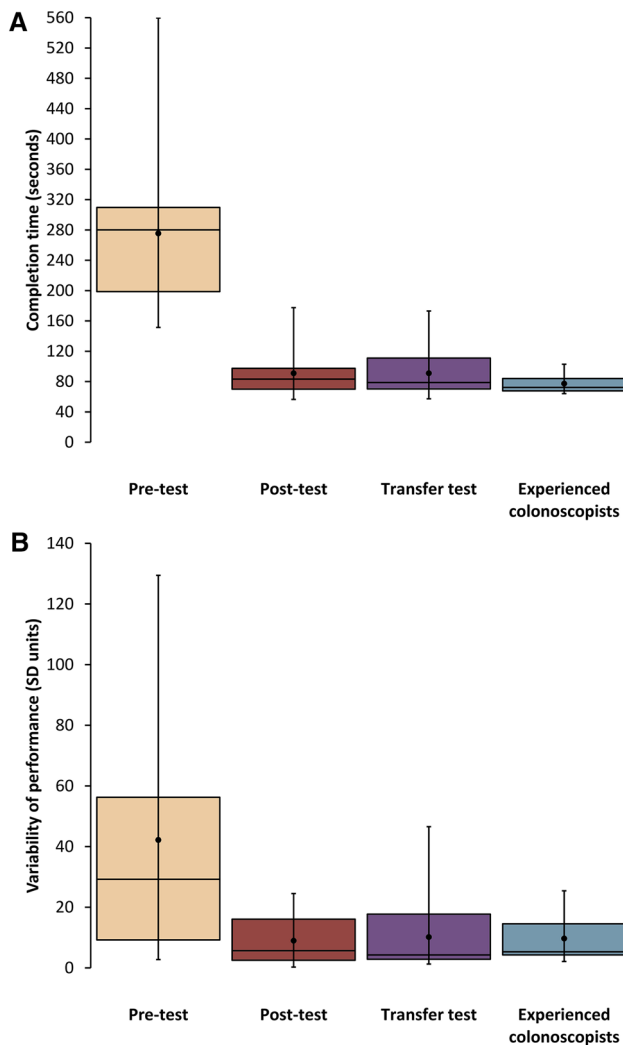 A
Completion time (seconds)
560
520
480
440
400
360
320
280
240
200
160
120
80
40
0
Pre-test
Post-test
Transfer test
Experienced
colonoscopists
B
Variability of performance (SD units)
140
120
100
80
60
40
20
0
Pre-test
Post-test
Transfer test
Experienced
colonoscopists